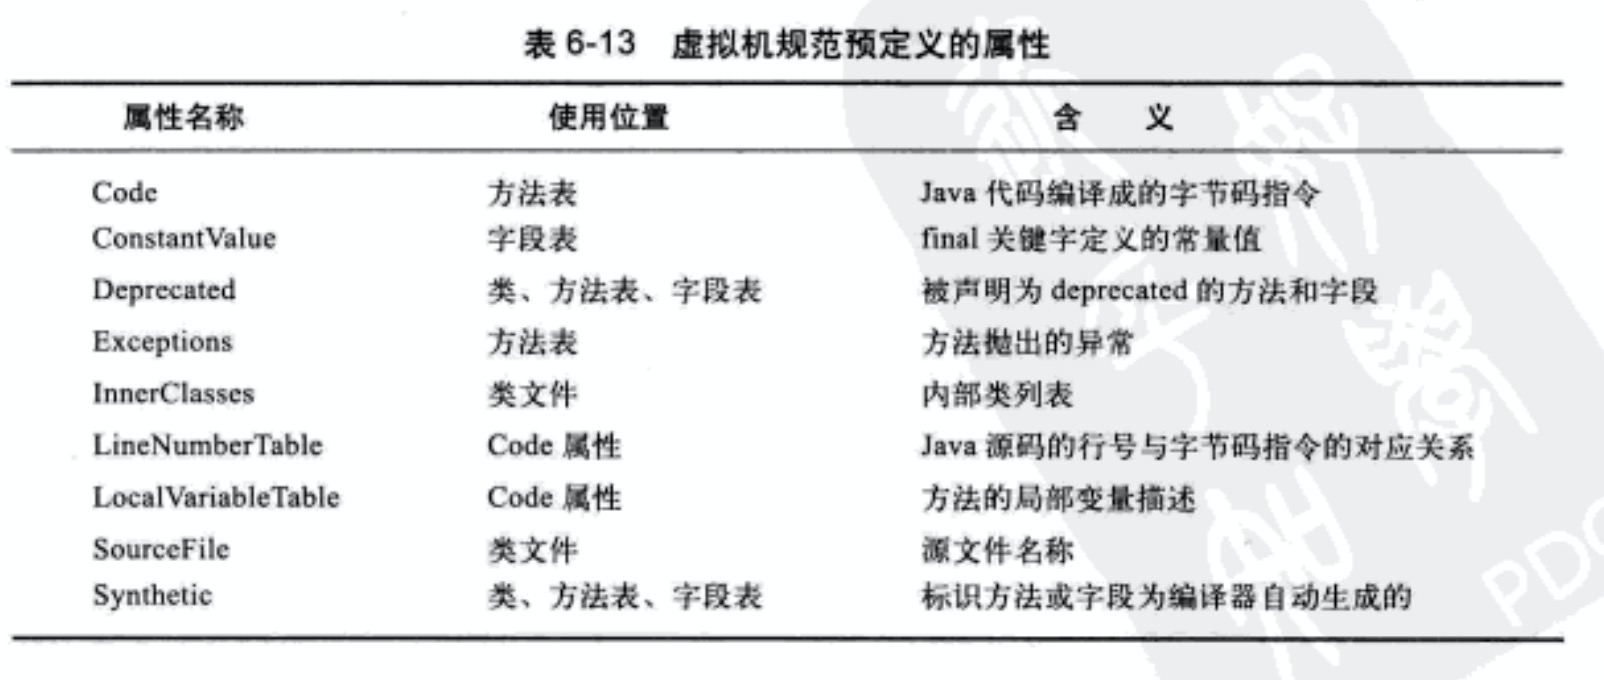 表 6-13 虚拟机规范预定义的属性
属性名称 使用位置 含 义
Code 方法表 Java 代码编译成的字节码指令
ConstantValue 字段表 final 关键字定义的常量值
Deprecated 类、方法表、字段表 被声明为 deprecated 的方法和字段
Exceptions 方法表 方法抛出的异常
InnerClasses 类文件 内部类列表
LineNumberTable Code 属性 Java 源码的行号与字节码指令的对应关系
LocalVariableTable Code 属性 方法的局部变量描述
SourceFile 类文件 源文件名称
Synthetic 类、方法表、字段表 标识方法或字段为编译器自动生成的